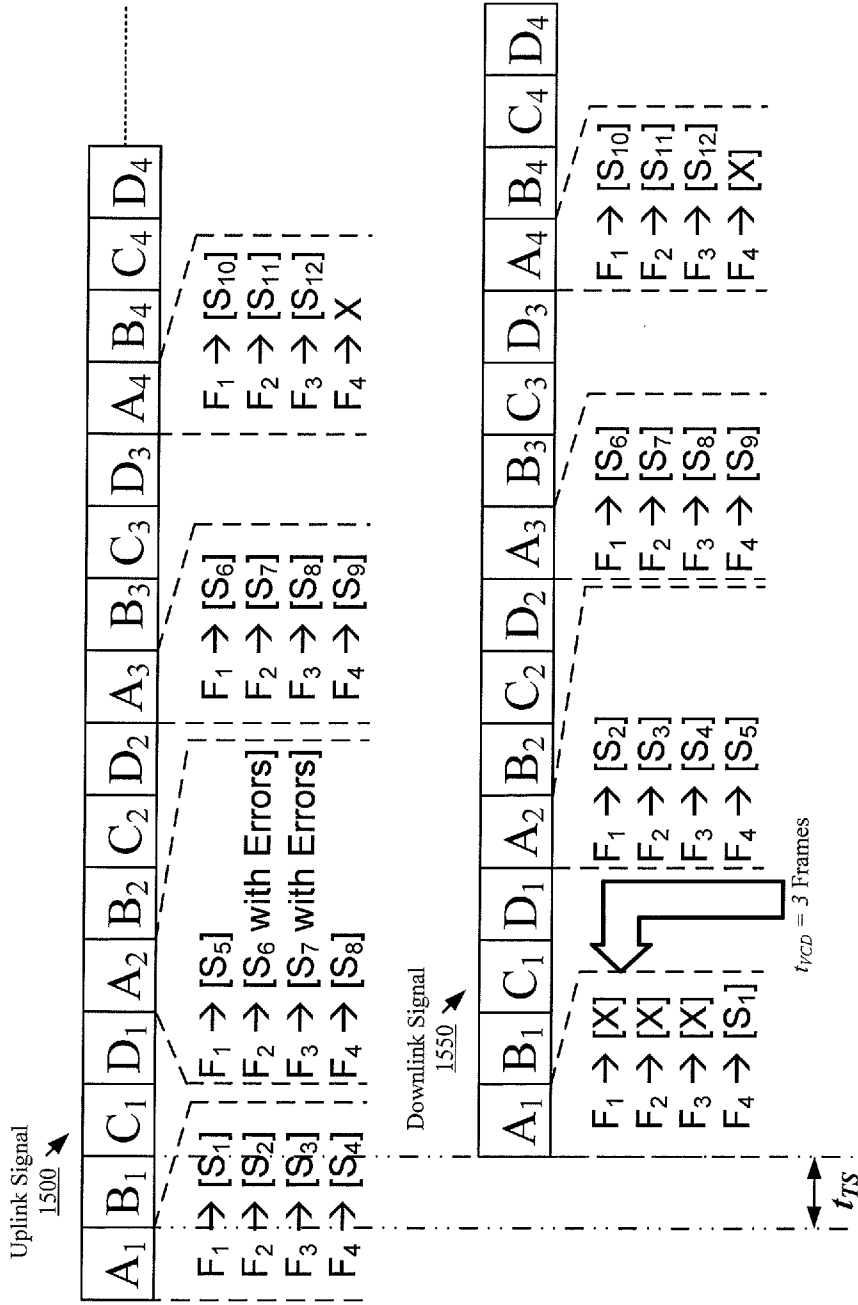 Uplink Signal
1500
A₁ B₁ C₁ D₁ A₂ B₂ C₂ D₂ A₃ B₃ C₃ D₃ A₄ B₄ C₄ D₄
F₁ → [S₁]
F₂ → [S₂]
F₃ → [S₃]
F₄ → [S₄]
F₁ → [S₅]
F₂ → [S₆ with Errors]
F₃ → [S₇ with Errors]
F₄ → [S₈]
F₁ → [S₆]
F₂ → [S₇]
F₃ → [S₈]
F₄ → [S₉]
F₁ → [S₁₀]
F₂ → [S₁₁]
F₃ → [S₁₂]
F₄ → X
Downlink Signal
1550
A₁ B₁ C₁ D₁ A₂ B₂ C₂ D₂ A₃ B₃ C₃ D₃ A₄ B₄ C₄ D₄
F₁ → [X]
F₂ → [X]
F₃ → [X]
F₄ → [S₁]
F₁ → [S₂]
F₂ → [S₃]
F₃ → [S₄]
F₄ → [S₅]
F₁ → [S₆]
F₂ → [S₇]
F₃ → [S₈]
F₄ → [S₉]
F₁ → [S₁₀]
F₂ → [S₁₁]
F₃ → [S₁₂]
F₄ → [X]
t_VCD = 3 Frames
t_TS